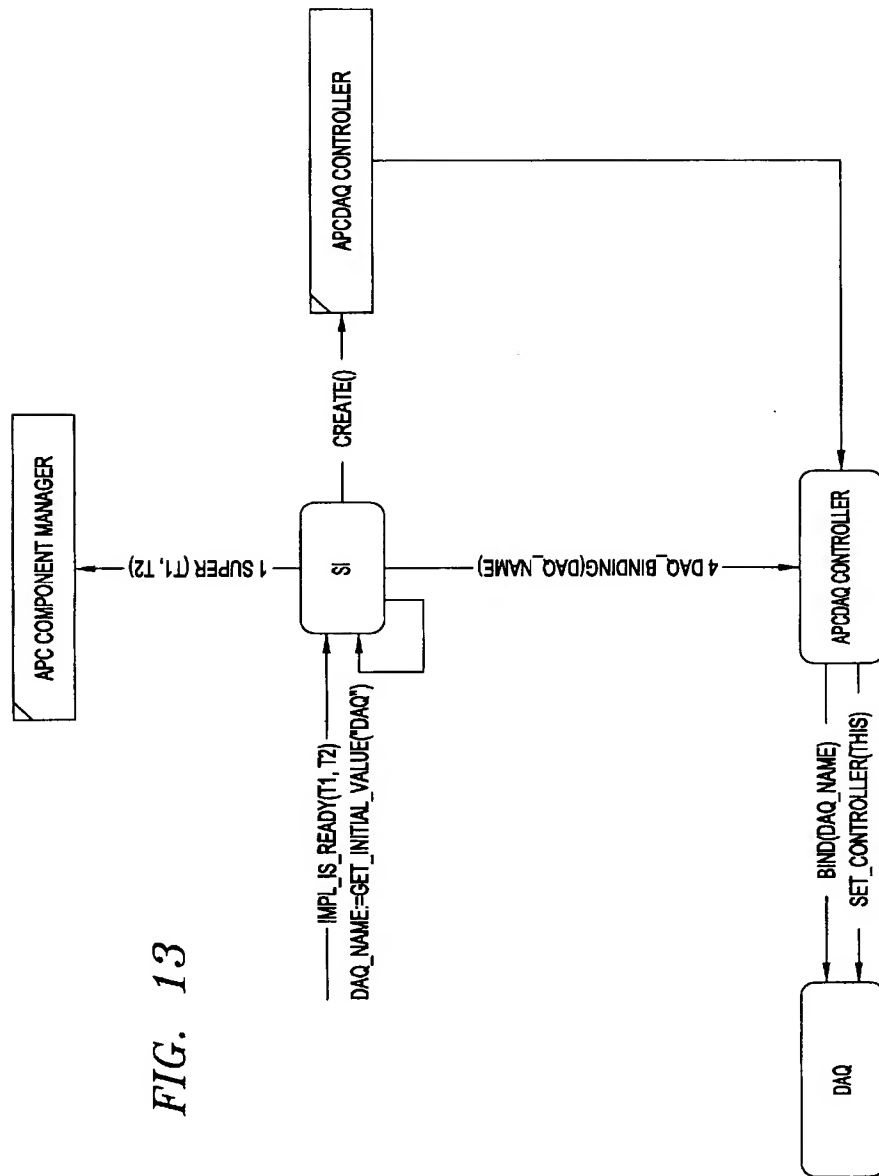 FIG. 13
APC COMPONENT MANAGER
1 SUPER (T1, T2)
IMPL_IS_READY(T1, T2)
DAQ_NAME:=GET_INITIAL_VALUE("DAQ")
SI
CREATE()
APCDAQ CONTROLLER
4 DAQ_BINDING(DAQ_NAME)
APCDAQ CONTROLLER
BIND(DAQ_NAME)
SET_CONTROLLER(THIS)
DAQ